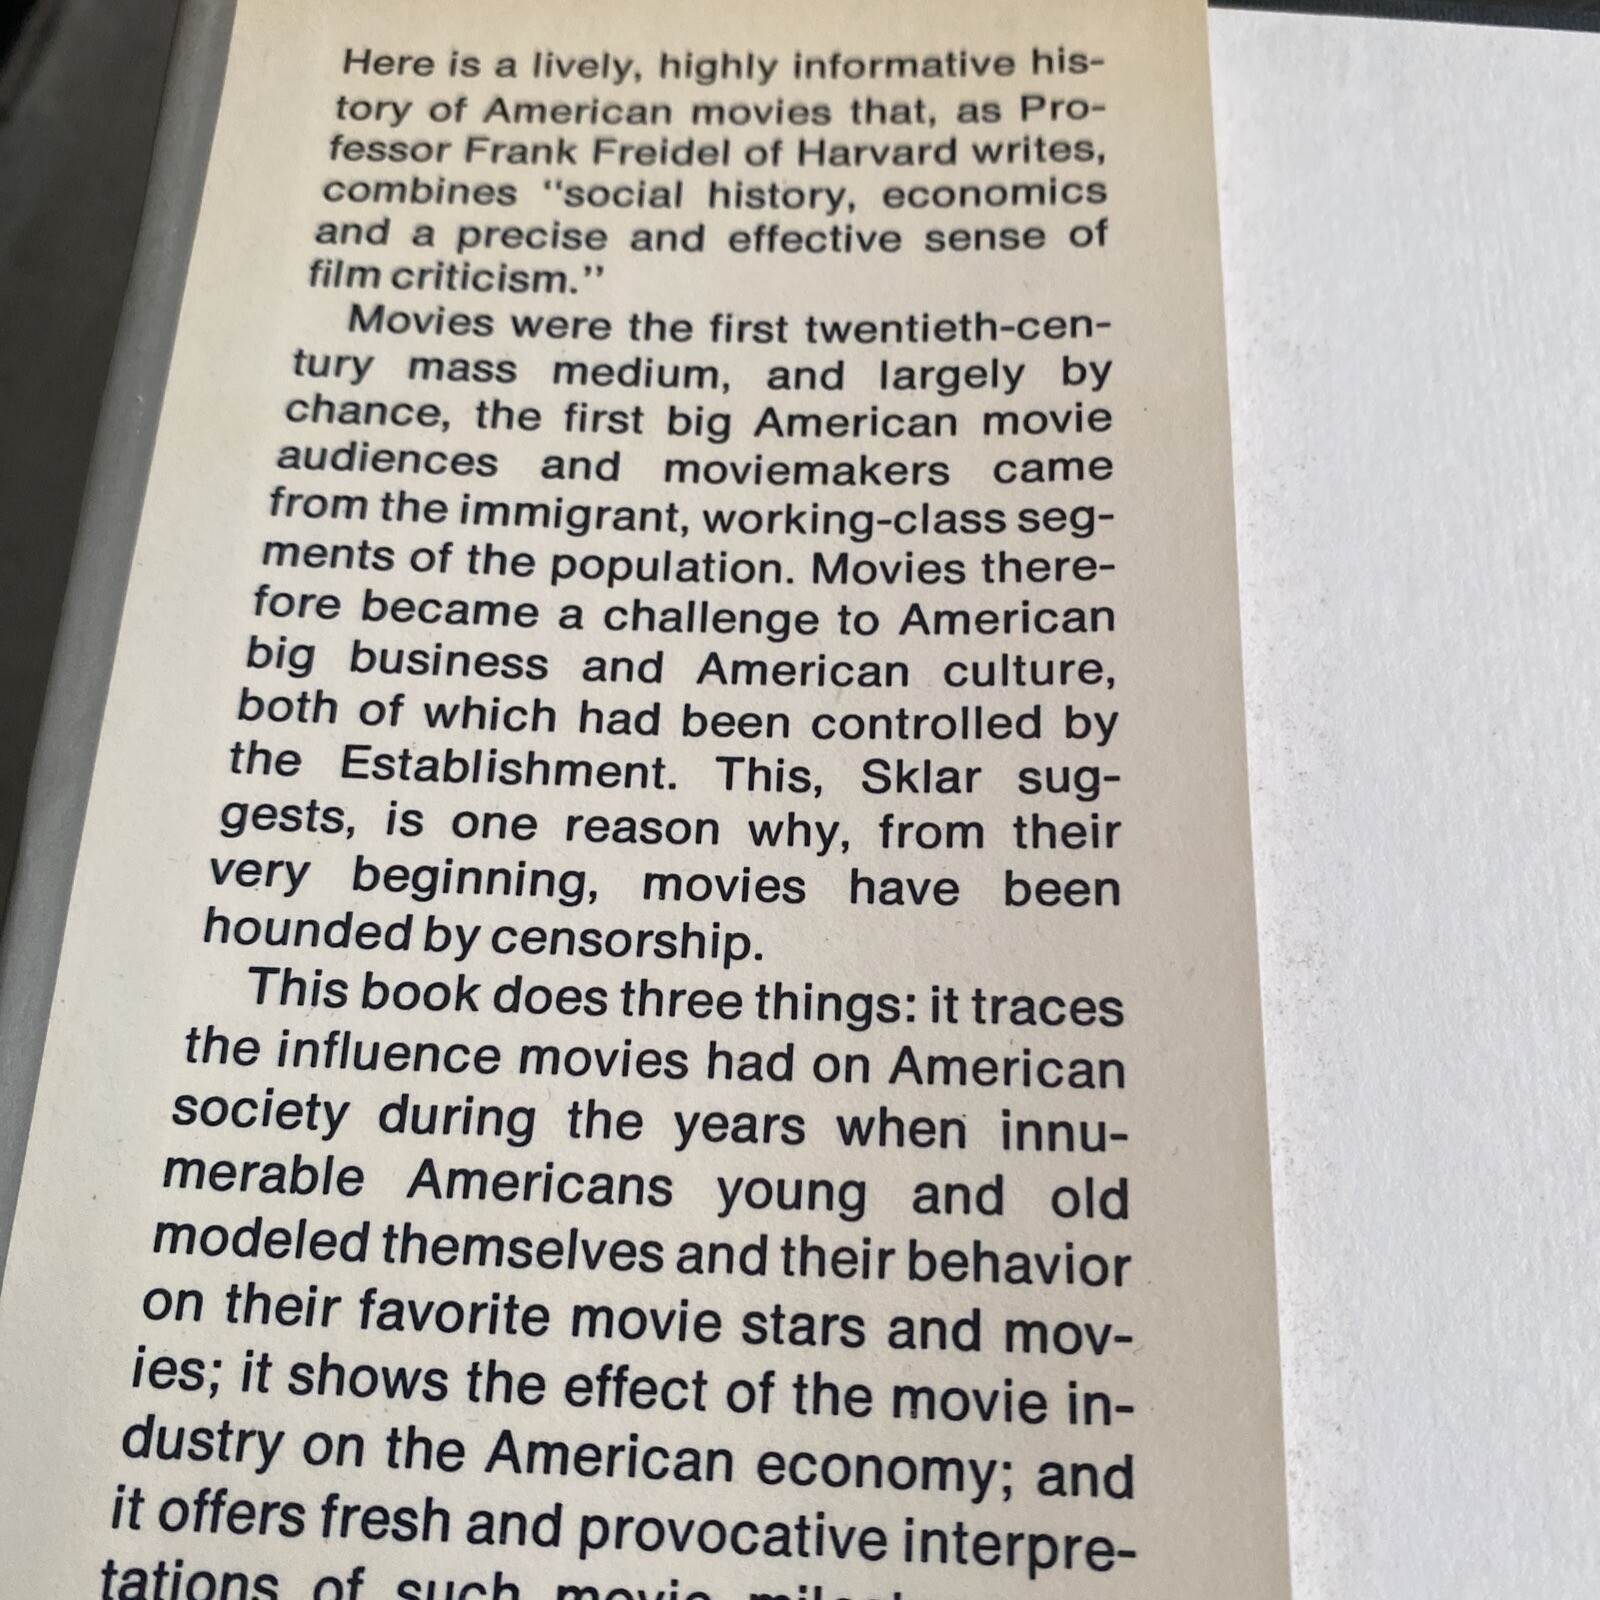 Here is a lively, highly informative his-
tory of American movies that, as Pro-
fessor Frank Freidel of Harvard writes,
combines "social history, economics
and a precise and effective sense of
film criticism."
Movies were the first twentieth-cen-
tury mass medium, and largely by
chance, the first big American movie
audiences and moviemakers came
from the immigrant, working-class seg-
ments of the population. Movies there-
fore became a challenge to American
big business and American culture,
both of which had been controlled by
the Establishment. This, Sklar sug-
gests, is one reason why, from their
very beginning, movies have been
hounded by censorship.
This book does three things: it traces
the influence movies had on American
society during the years when innu-
merable Americans young and old
modeled themselves and their behavior
on their favorite movie stars and mov-
ies; it shows the effect of the movie in-
dustry on the American economy; and
it offers fresh and provocative interpre-
tations of such movie